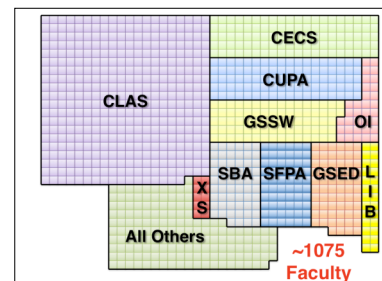 CECS
CUPA
CLAS
GSSW
OI
SBA
SFPA
GSED
L
I
B
X
S
All Others
~1075
Faculty